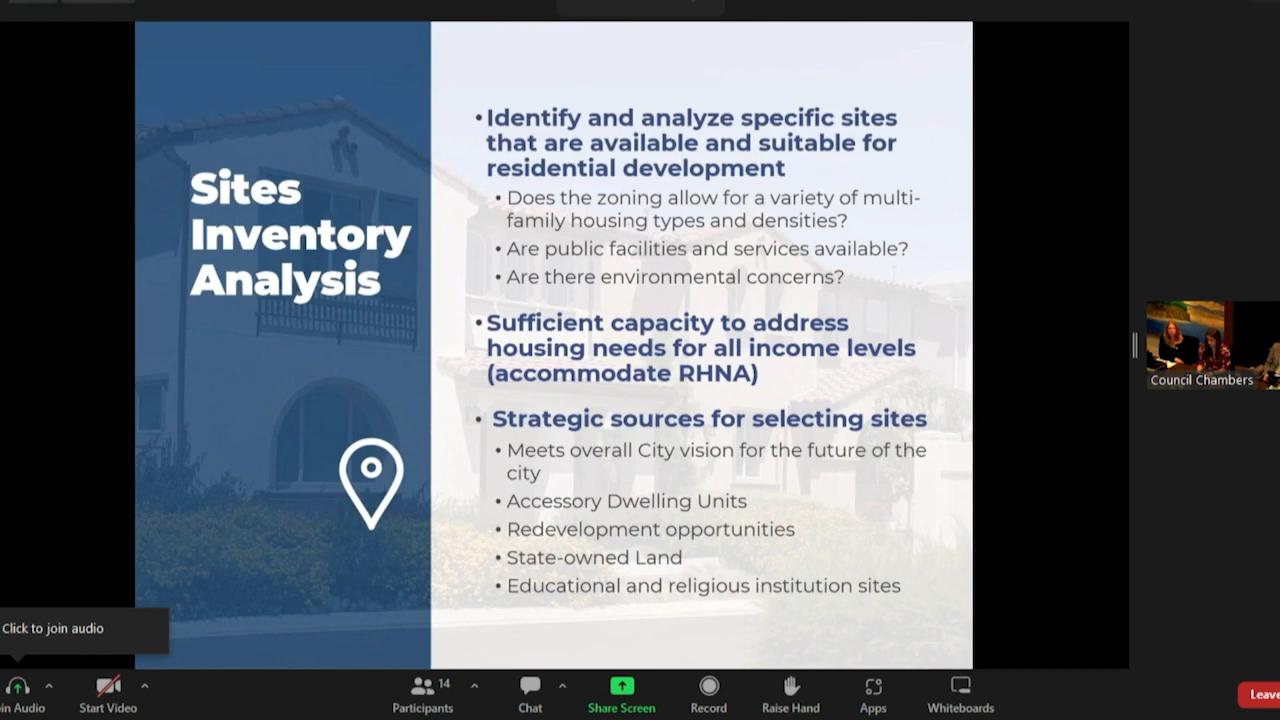 Sites
Inventory
Analysis
• Identify and analyze specific sites
that are available and suitable for
residential development
• Does the zoning allow for a variety of multi-
family housing types and densities?
• Are public facilities and services available?
• Are there environmental concerns?
• Sufficient capacity to address
housing needs for all income levels
(accommodate RHNA)
• Strategic sources for selecting sites
• Meets overall City vision for the future of the
city
• Accessory Dwelling Units
• Redevelopment opportunities
• State-owned Land
• Educational and religious institution sites
Council Chambers
Click to join audio
in Audio
Start Video
14
Participants
Chat
Share Screen
Record
Raise Hand
Apps
Whiteboards
Leave